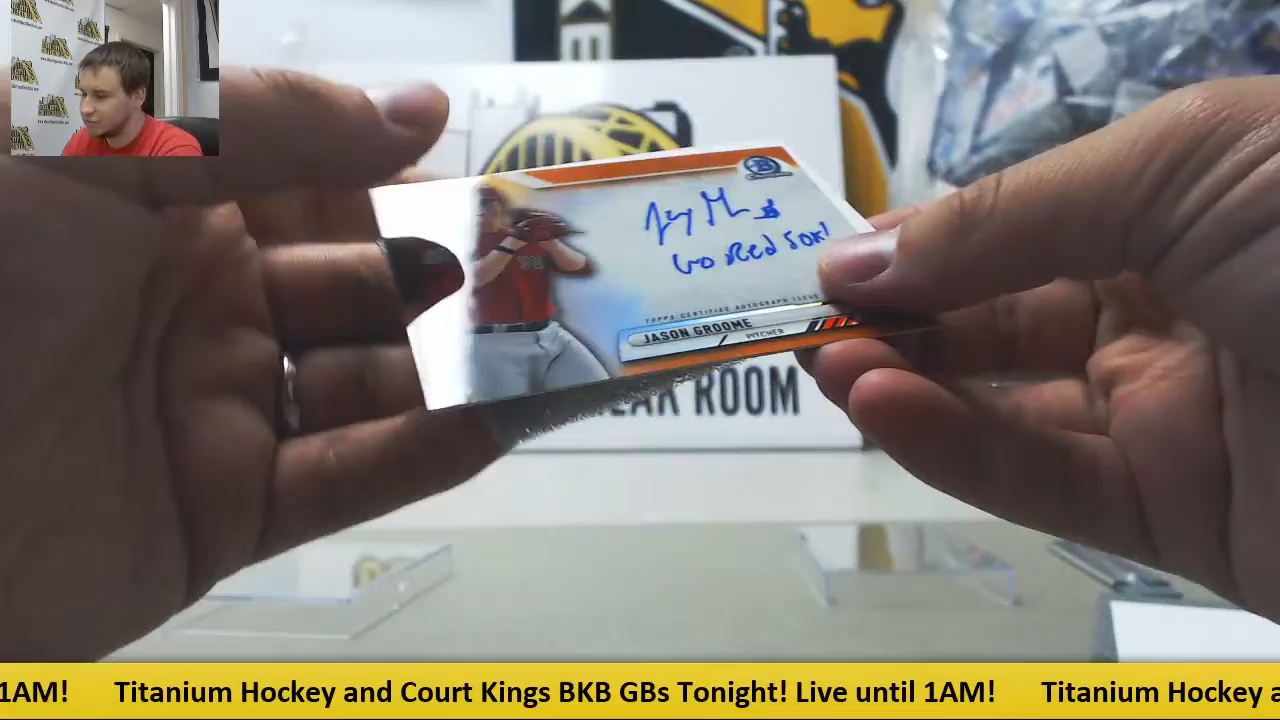 Go Red Sox!
TOPPS CERTIFIED AUTOGRAPH ISSUE
JASON GROOME
PITCHER
EAK ROOM
1AM! Titanium Hockey and Court Kings BKB GBs Tonight! Live until 1AM! Titanium Hockey a